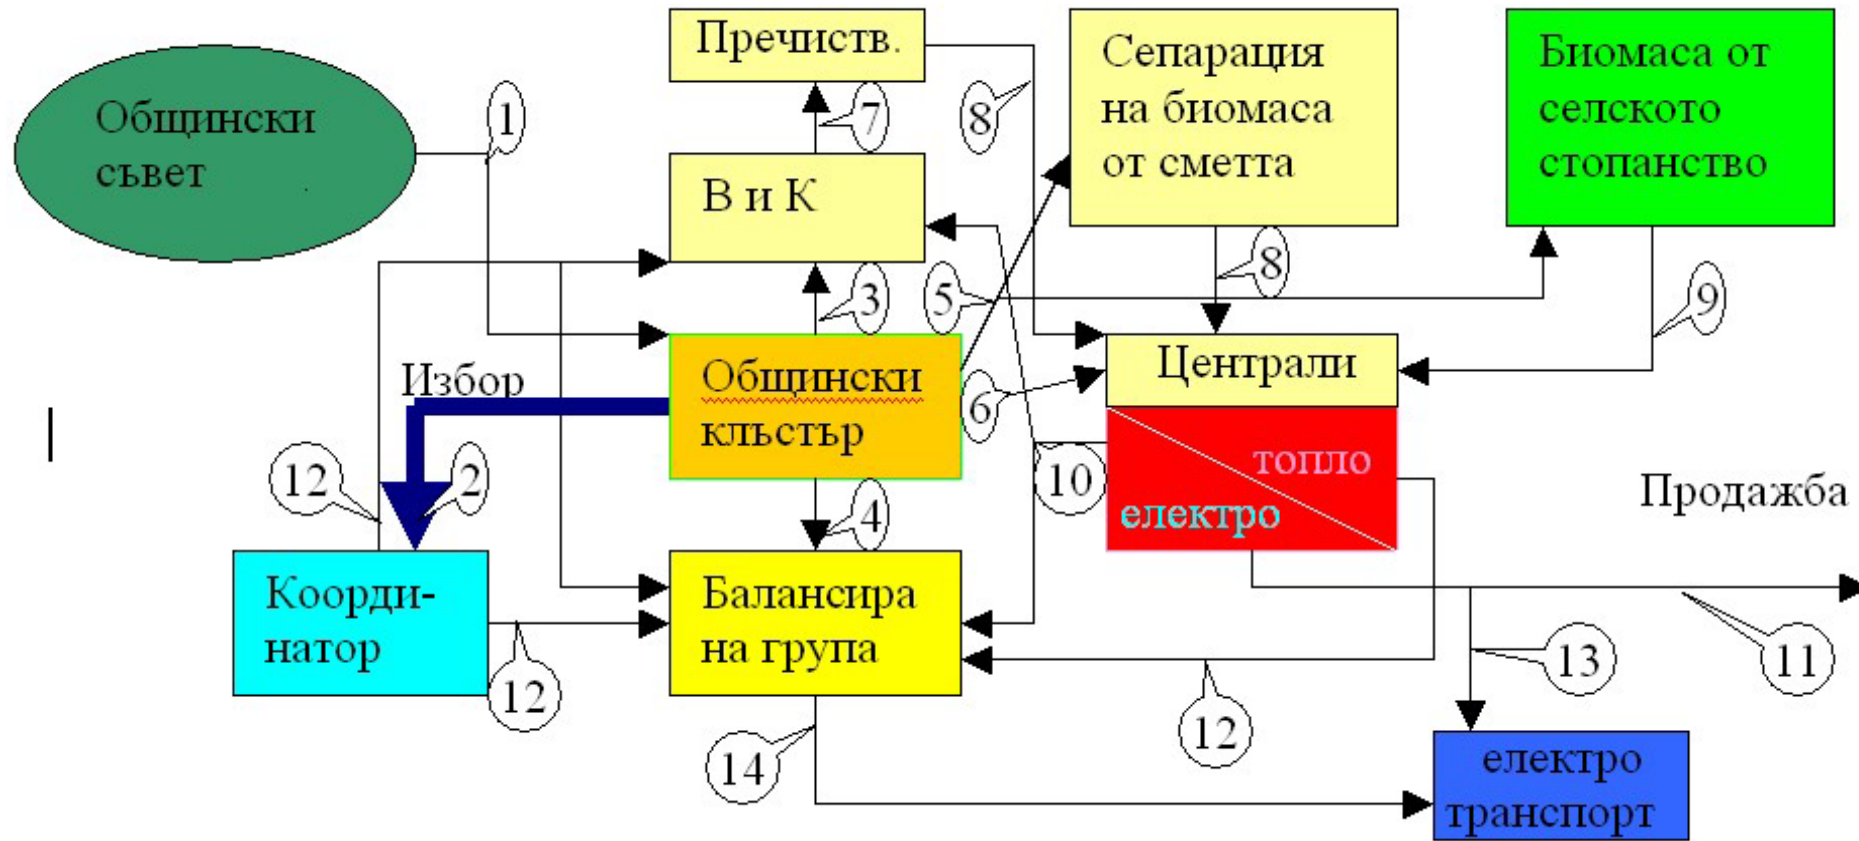 Общински
съвет
1
Пречиств.
7
8
В и К
Сепарация
на биомаса
от сметта
Биомаса от
селското
стопанство
3
5
8
9
Избор
Общински
клъстър
6
Централи
топло
електро
10
12
2
4
Продажба
Коорди-
натор
12
Балансира
на група
12
13
11
14
електро
транспорт